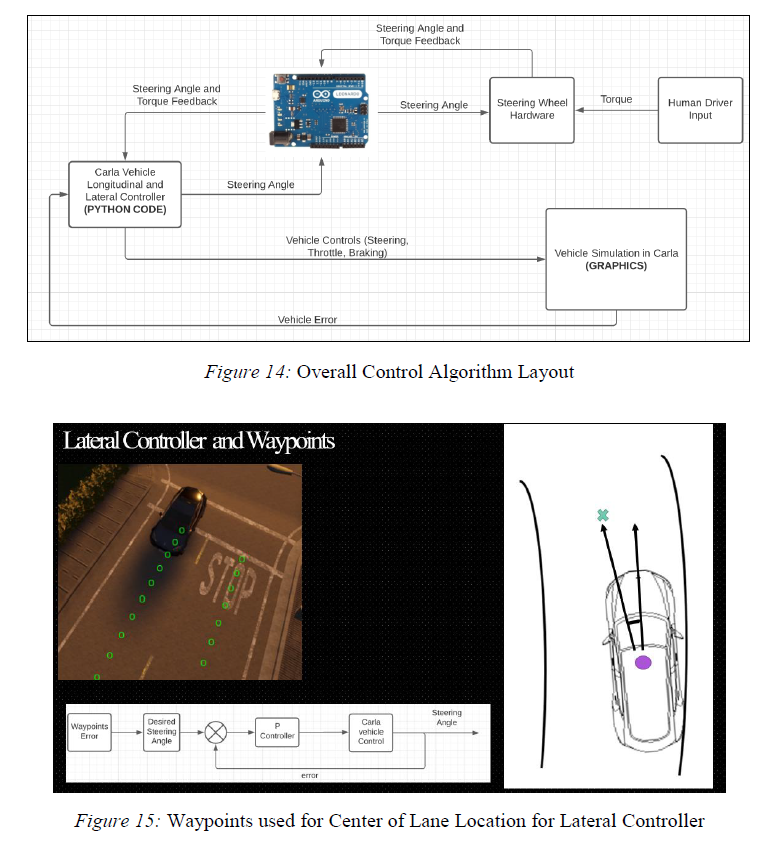 Steering Angle and
Torque Feedback
Steering Angle and
Torque Feedback
ARDUINO
LEONARDO
Steering Angle
Steering Wheel
Hardware
Torque
Human Driver
Input
Carla Vehicle
Longitudinal and
Lateral Controller
(PYTHON CODE)
Steering Angle
Vehicle Controls (Steering,
Throttle, Braking)
Vehicle Simulation in Carla
(GRAPHICS)
Vehicle Error
Figure 14: Overall Control Algorithm Layout
Lateral Controller and Waypoints
STOP
Waypoints
Error
Desired
Steering
Angle
P
Controller
Carla
vehicle
Control
Steering
Angle
error
Figure 15: Waypoints used for Center of Lane Location for Lateral Controller